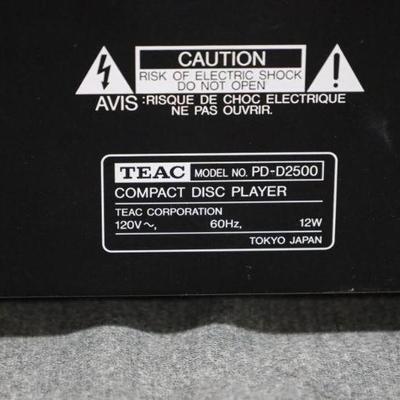 CAUTION
RISK OF ELECTRIC SHOCK
DO NOT OPEN
AVIS :RISQUE DE CHOC ELECTRIQUE
NE PAS OUVRIR.
TEAC MODEL NO. PD-D2500
COMPACT DISC PLAYER
TEAC CORPORATION
120V～, 60Hz, 12W
TOKYO JAPAN